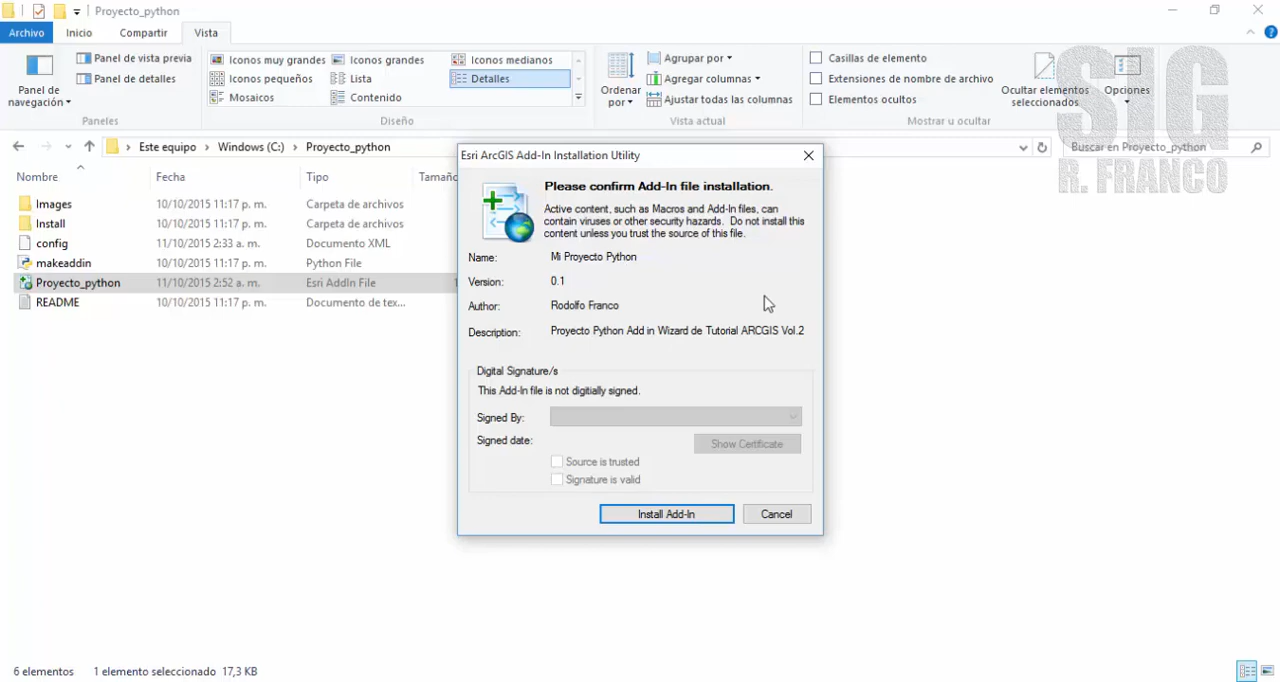 Proyecto_python
Archivo Inicio Compartir Vista
Panel de navegación
Panel de vista previa
Panel de detalles
Paneles
Iconos muy grandes Iconos grandes Iconos medianos
Iconos pequeños Lista Detalles
Mosaicos Contenido
Diseño
Ordenar por
Agrupar por
Agregar columnas
Ajustar todas las columnas
Vista actual
Casillas de elemento
Extensiones de nombre de archivo
Elementos ocultos
Ocultar elementos seleccionados
Mostrar u ocultar
Opciones
SIG
R. FRANCO
Este equipo > Windows (C:) > Proyecto_python
Buscar en Proyecto_python
Nombre Fecha Tipo Tamaño
Images 10/10/2015 11:17 p. m. Carpeta de archivos
Install 10/10/2015 11:17 p. m. Carpeta de archivos
config 11/10/2015 2:33 a. m. Documento XML
makeaddin 10/10/2015 11:17 p. m. Python File
Proyecto_python 11/10/2015 2:52 a. m. Esri AddIn File
README 10/10/2015 11:17 p. m. Documento de tex...
Esri ArcGIS Add-In Installation Utility
Please confirm Add-In file installation.
Active content, such as Macros and Add-In files, can
contain viruses or other security hazards. Do not install this
content unless you trust the source of this file.
Name: Mi Proyecto Python
Version: 0.1
Author: Rodolfo Franco
Description: Proyecto Python Add in Wizard de Tutorial ARCGIS Vol.2
Digital Signature/s
This Add-In file is not digitially signed.
Signed By:
Signed date:
Show Certificate
Source is trusted
Signature is valid
Install Add-In Cancel
6 elementos 1 elemento seleccionado 17,3 KB